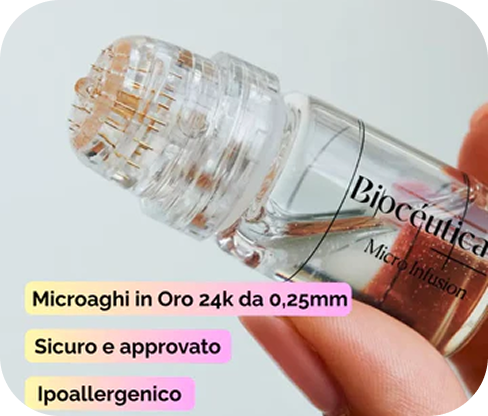 Biocéutica
Micro Infusion
Microaghi in Oro 24k da 0,25mm
Sicuro e approvato
Ipoallergenico